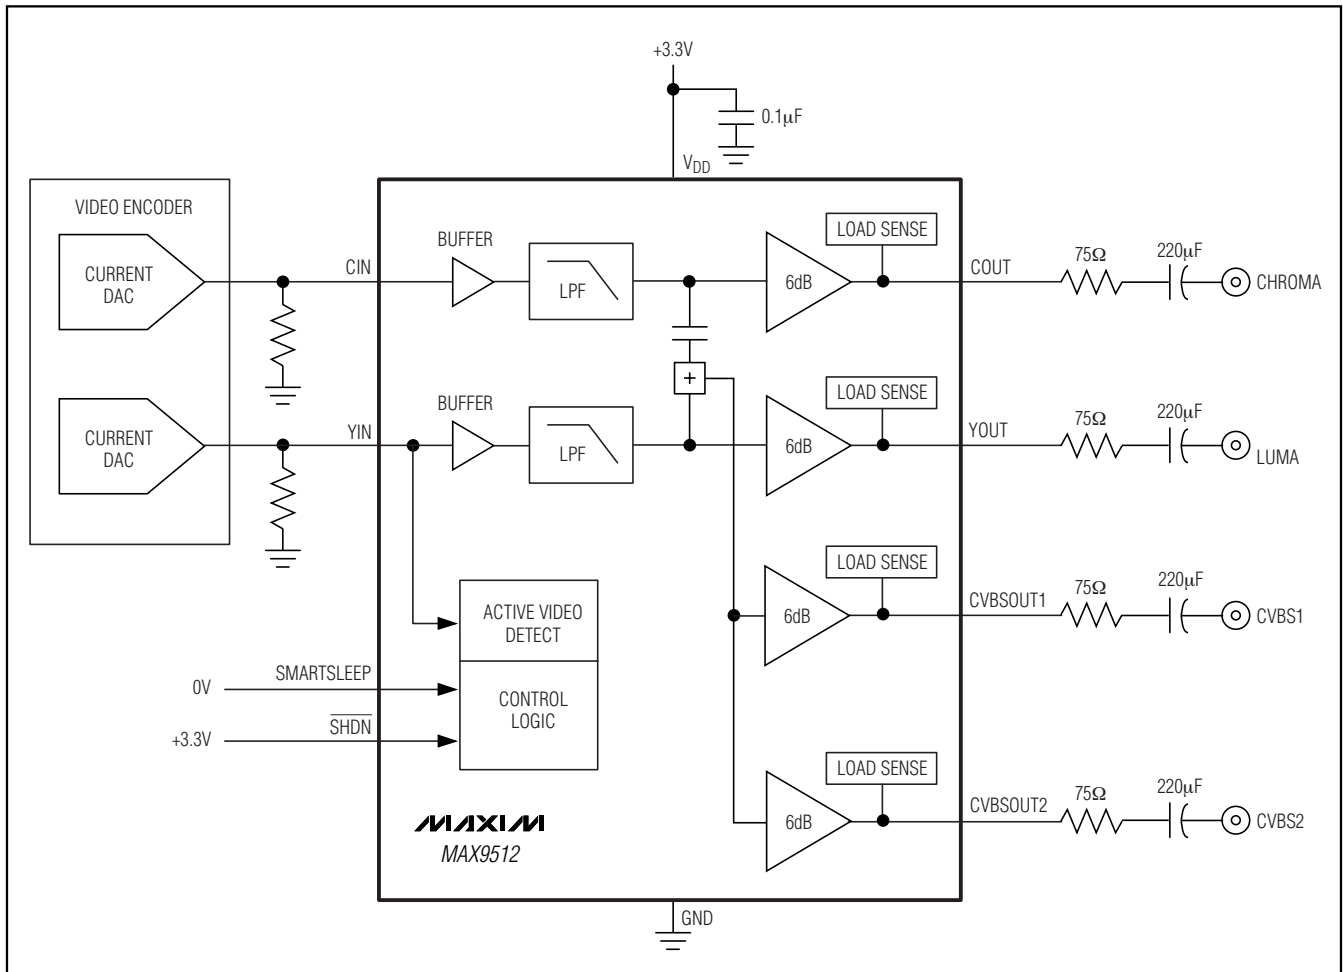 +3.3V
0.1µF
VDD
VIDEO ENCODER
CURRENT
DAC
CIN
BUFFER
LPF
6dB
LOAD SENSE
COUT
75Ω
220µF
CHROMA
+
CURRENT
DAC
YIN
BUFFER
LPF
6dB
LOAD SENSE
YOUT
75Ω
220µF
LUMA
6dB
LOAD SENSE
CVBSOUT1
75Ω
220µF
CVBS1
ACTIVE VIDEO
DETECT
0V
SMARTSLEEP
CONTROL
LOGIC
+3.3V
SHDN
6dB
LOAD SENSE
CVBSOUT2
75Ω
220µF
CVBS2
MAXIM
MAX9512
GND